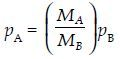 p_A = (M_A / M_B) p_B